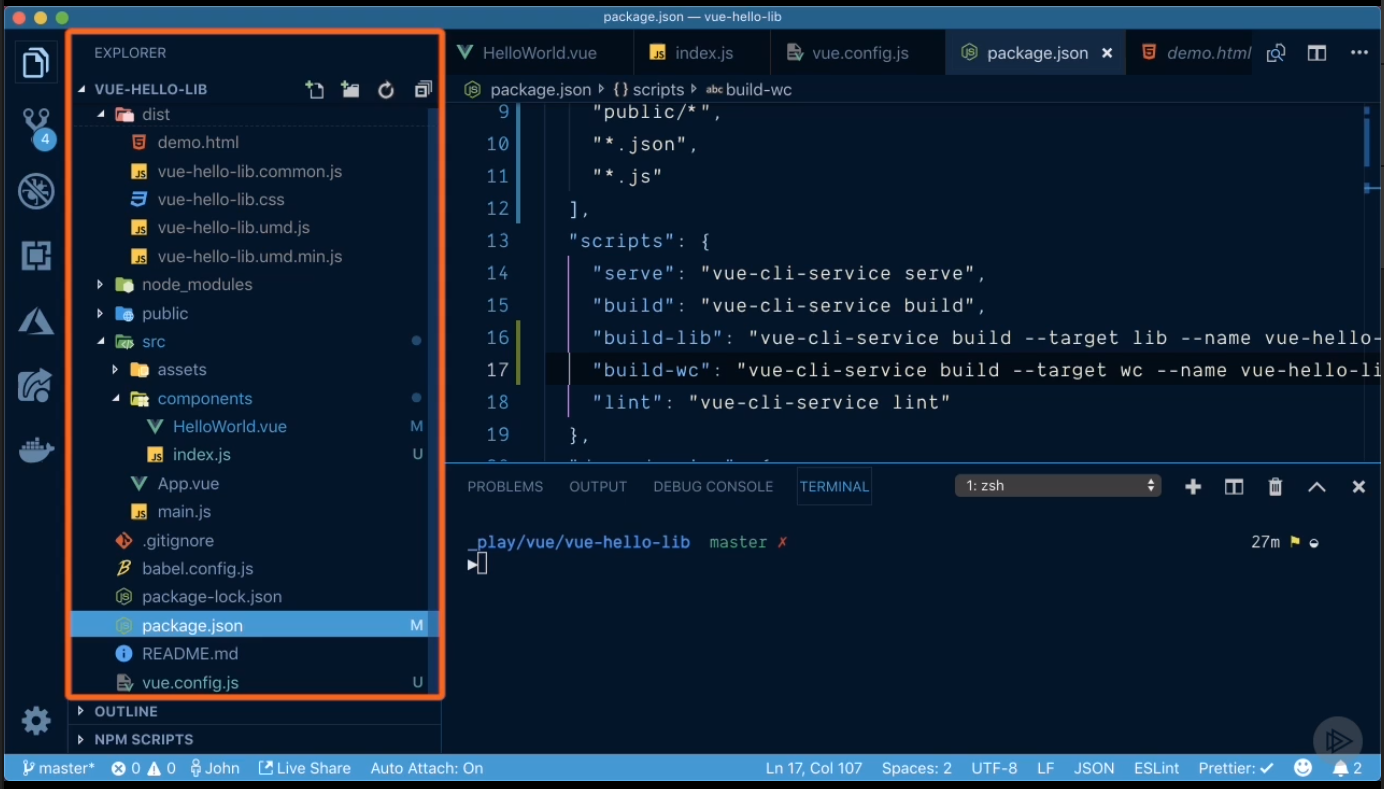 package.json — vue-hello-lib
EXPLORER
VUE-HELLO-LIB
dist
demo.html
vue-hello-lib.common.js
vue-hello-lib.css
vue-hello-lib.umd.js
vue-hello-lib.umd.min.js
node_modules
public
src
assets
components
HelloWorld.vue M
index.js U
App.vue
main.js
.gitignore
babel.config.js
package-lock.json
package.json M
README.md
vue.config.js U
OUTLINE
NPM SCRIPTS
4
HelloWorld.vue index.js vue.config.js package.json × demo.html
package.json {} scripts abc build-wc
9 "public/*",
10 "*.json",
11 "*.js"
12 ],
13 "scripts": {
14 "serve": "vue-cli-service serve",
15 "build": "vue-cli-service build",
16 "build-lib": "vue-cli-service build --target lib --name vue-hello-
17 "build-wc": "vue-cli-service build --target wc --name vue-hello-li
18 "lint": "vue-cli-service lint"
19 },
PROBLEMS OUTPUT DEBUG CONSOLE TERMINAL 1: zsh
_play/vue/vue-hello-lib master ✗ 27m
master* 0 0 John Live Share Auto Attach: On Ln 17, Col 107 Spaces: 2 UTF-8 LF JSON ESLint Prettier: ✓ 2